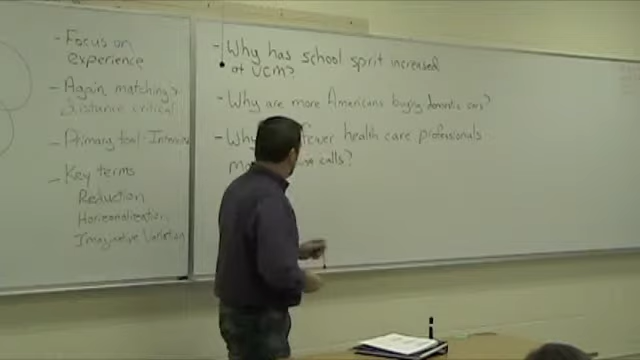 - Focus on
experience
- Again matching's
distance critical
- Primary tool - Interview
- Key terms
Reduction
Horizonalization
Imaginative Variation
- Why has school sprit increased
at UCM?
- Why are more Americans buying domestic cars?
- Why fewer health care professionals
calls?